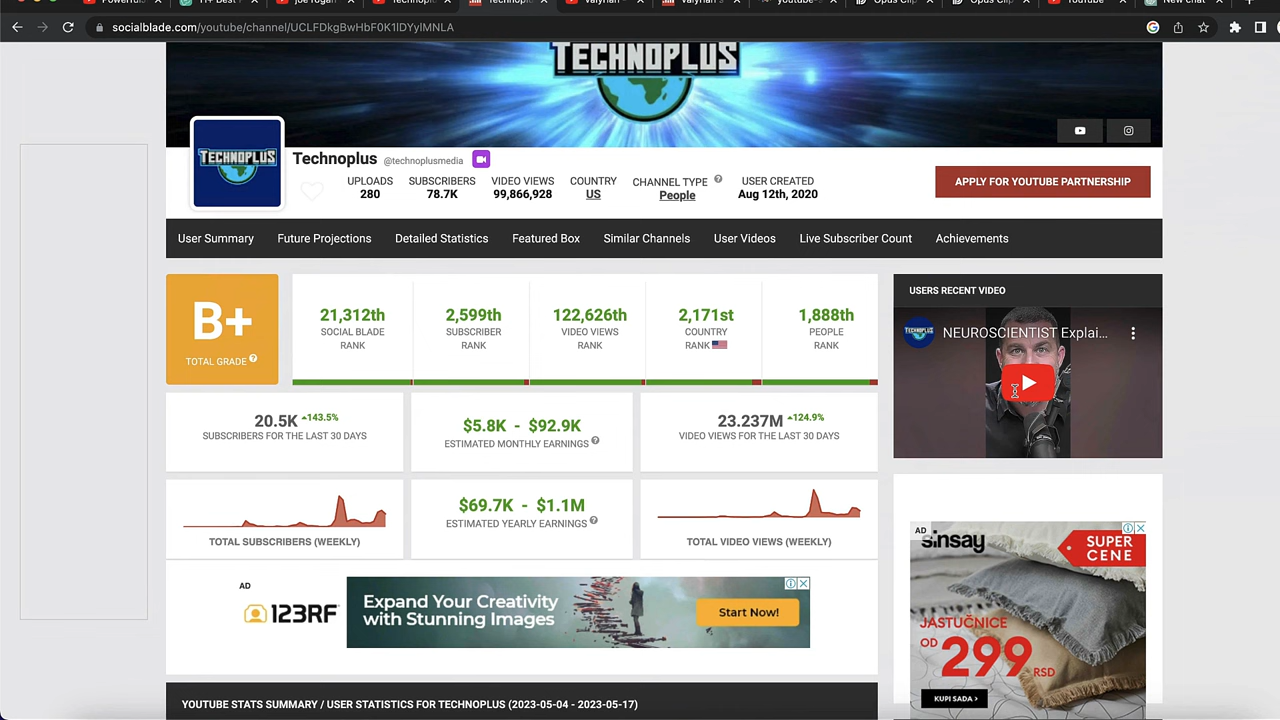 socialblade.com/youtube/channel/UCLFDkgBwHbF0K1lDYylMNLA
TECHNOPLUS
TECHNOPLUS
Technoplus @technoplusmedia
UPLOADS SUBSCRIBERS VIDEO VIEWS COUNTRY CHANNEL TYPE USER CREATED
280 78.7K 99,866,928 US People Aug 12th, 2020
APPLY FOR YOUTUBE PARTNERSHIP
User Summary Future Projections Detailed Statistics Featured Box Similar Channels User Videos Live Subscriber Count Achievements
B+
TOTAL GRADE
21,312th
SOCIAL BLADE
RANK
2,599th
SUBSCRIBER
RANK
122,626th
VIDEO VIEWS
RANK
2,171st
COUNTRY
RANK
1,888th
PEOPLE
RANK
USERS RECENT VIDEO
NEUROSCIENTIST Explai...
20.5K 143.5%
SUBSCRIBERS FOR THE LAST 30 DAYS
$5.8K - $92.9K
ESTIMATED MONTHLY EARNINGS
23.237M 124.9%
VIDEO VIEWS FOR THE LAST 30 DAYS
TOTAL SUBSCRIBERS (WEEKLY)
$69.7K - $1.1M
ESTIMATED YEARLY EARNINGS
TOTAL VIDEO VIEWS (WEEKLY)
AD
123RF
Expand Your Creativity
with Stunning Images
Start Now!
AD
sinsay
SUPER
CENE
JASTUČNICE
OD 299 RSD
KUPI SADA >
YOUTUBE STATS SUMMARY / USER STATISTICS FOR TECHNOPLUS (2023-05-04 - 2023-05-17)